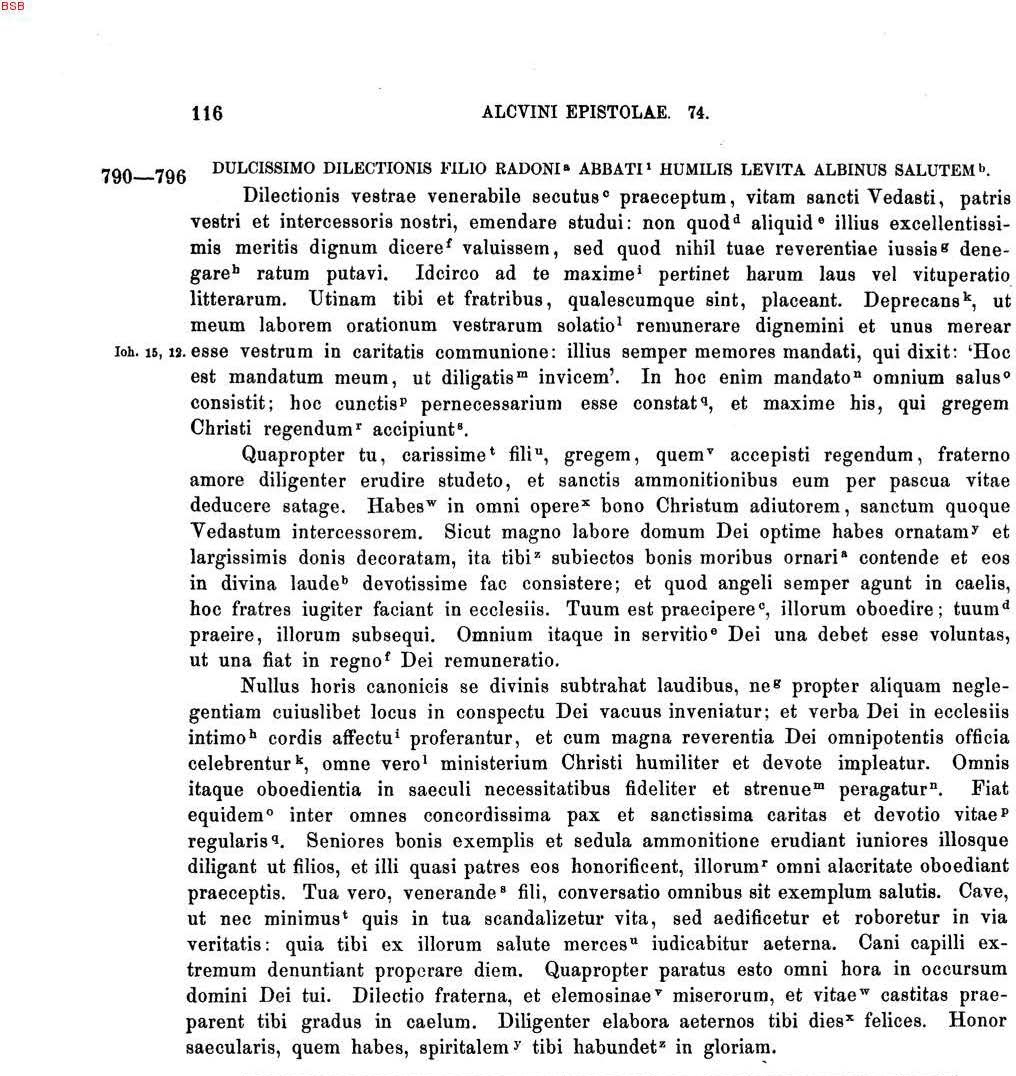 BSB
116 ALCVINI EPISTOLAE. 74.
790—796 DULCISSIMO DILECTIONIS FILIO RADONI ᵃ ABBATI ¹ HUMILIS LEVITA ALBINUS SALUTEM ᵇ.
Dilectionis vestrae venerabile secutus ᶜ praeceptum, vitam sancti Vedasti, patris
vestri et intercessoris nostri, emendare studui: non quod ᵈ aliquid ᵉ illius excellentissi-
mis meritis dignum dicere ᶠ valuissem, sed quod nihil tuae reverentiae iussis ᵍ dene-
gare ʰ ratum putavi. Idcirco ad te maxime ⁱ pertinet harum laus vel vituperatio
litterarum. Utinam tibi et fratribus, qualescumque sint, placeant. Deprecans ᵏ, ut
meum laborem orationum vestrarum solatio ˡ remunerare dignemini et unus merear
Ioh. 15, 12. esse vestrum in caritatis communione: illius semper memores mandati, qui dixit: ‘Hoc
est mandatum meum, ut diligatis ᵐ invicem’. In hoc enim mandato ⁿ omnium salus ᵒ
consistit; hoc cunctis ᵖ pernecessarium esse constat q, et maxime his, qui gregem
Christi regendum ʳ accipiunt ˢ.
Quapropter tu, carissime ᵗ fili ᵘ, gregem, quem ᵛ accepisti regendum, fraterno
amore diligenter erudire studeto, et sanctis ammonitionibus eum per pascua vitae
deducere satage. Habes ʷ in omni opere ˣ bono Christum adiutorem, sanctum quoque
Vedastum intercessorem. Sicut magno labore domum Dei optime habes ornatam ʸ et
largissimis donis decoratam, ita tibi ᶻ subiectos bonis moribus ornari ᵃ contende et eos
in divina laude ᵇ devotissime fac consistere; et quod angeli semper agunt in caelis,
hoc fratres iugiter faciant in ecclesiis. Tuum est praecipere ᶜ, illorum oboedire; tuum ᵈ
praeire, illorum subsequi. Omnium itaque in servitio ᵉ Dei una debet esse voluntas,
ut una fiat in regno ᶠ Dei remuneratio.
Nullus horis canonicis se divinis subtrahat laudibus, ne ᵍ propter aliquam negle-
gentiam cuiuslibet locus in conspectu Dei vacuus inveniatur; et verba Dei in ecclesiis
intimo ʰ cordis affectu ⁱ proferantur, et cum magna reverentia Dei omnipotentis officia
celebrentur ᵏ, omne vero ˡ ministerium Christi humiliter et devote impleatur. Omnis
itaque oboedientia in saeculi necessitatibus fideliter et strenue ᵐ peragatur ⁿ. Fiat
equidem ᵒ inter omnes concordissima pax et sanctissima caritas et devotio vitae ᵖ
regularis q. Seniores bonis exemplis et sedula ammonitione erudiant iuniores illosque
diligant ut filios, et illi quasi patres eos honorificent, illorum ʳ omni alacritate oboediant
praeceptis. Tua vero, venerande ˢ fili, conversatio omnibus sit exemplum salutis. Cave,
ut nec minimus ᵗ quis in tua scandalizetur vita, sed aedificetur et roboretur in via
veritatis: quia tibi ex illorum salute merces ᵘ iudicabitur aeterna. Cani capilli ex-
tremum denuntiant properare diem. Quapropter paratus esto omni hora in occursum
domini Dei tui. Dilectio fraterna, et elemosinae ᵛ miserorum, et vitae ʷ castitas prae-
parent tibi gradus in caelum. Diligenter elabora aeternos tibi dies ˣ felices. Honor
saecularis, quem habes, spiritalem ʸ tibi habundet ᶻ in gloriam.